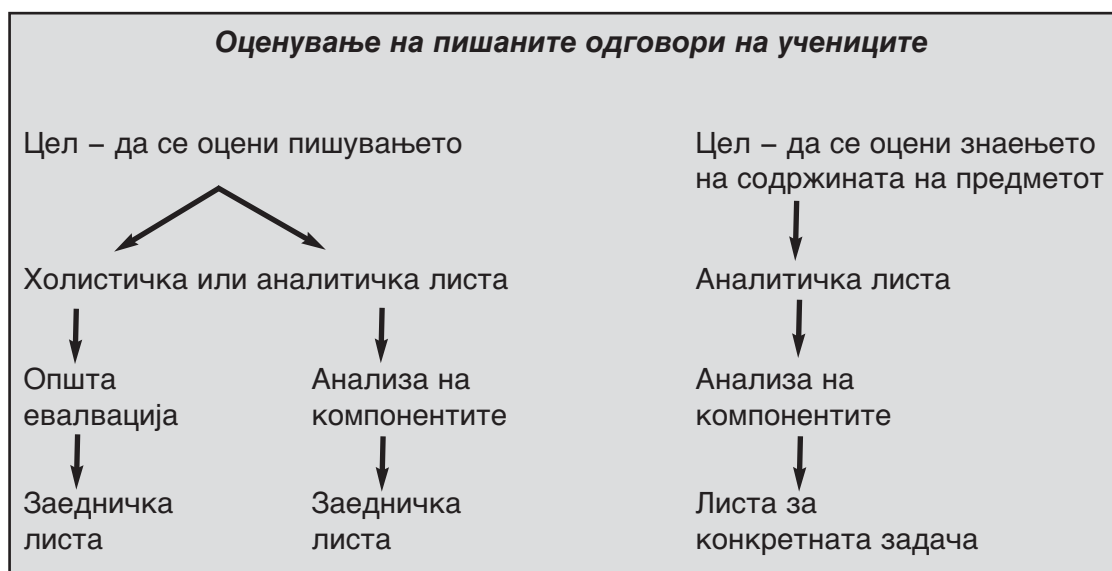 Оценување на пишаните одговори на учениците
Цел – да се оцени пишувањето
Цел – да се оцени знаењето
на содржината на предметот
Холистичка или аналитичка листа
Аналитичка листа
Општа
евалвација
Анализа на
компонентите
Анализа на
компонентите
Заедничка
листа
Заедничка
листа
Листа за
конкретната задача